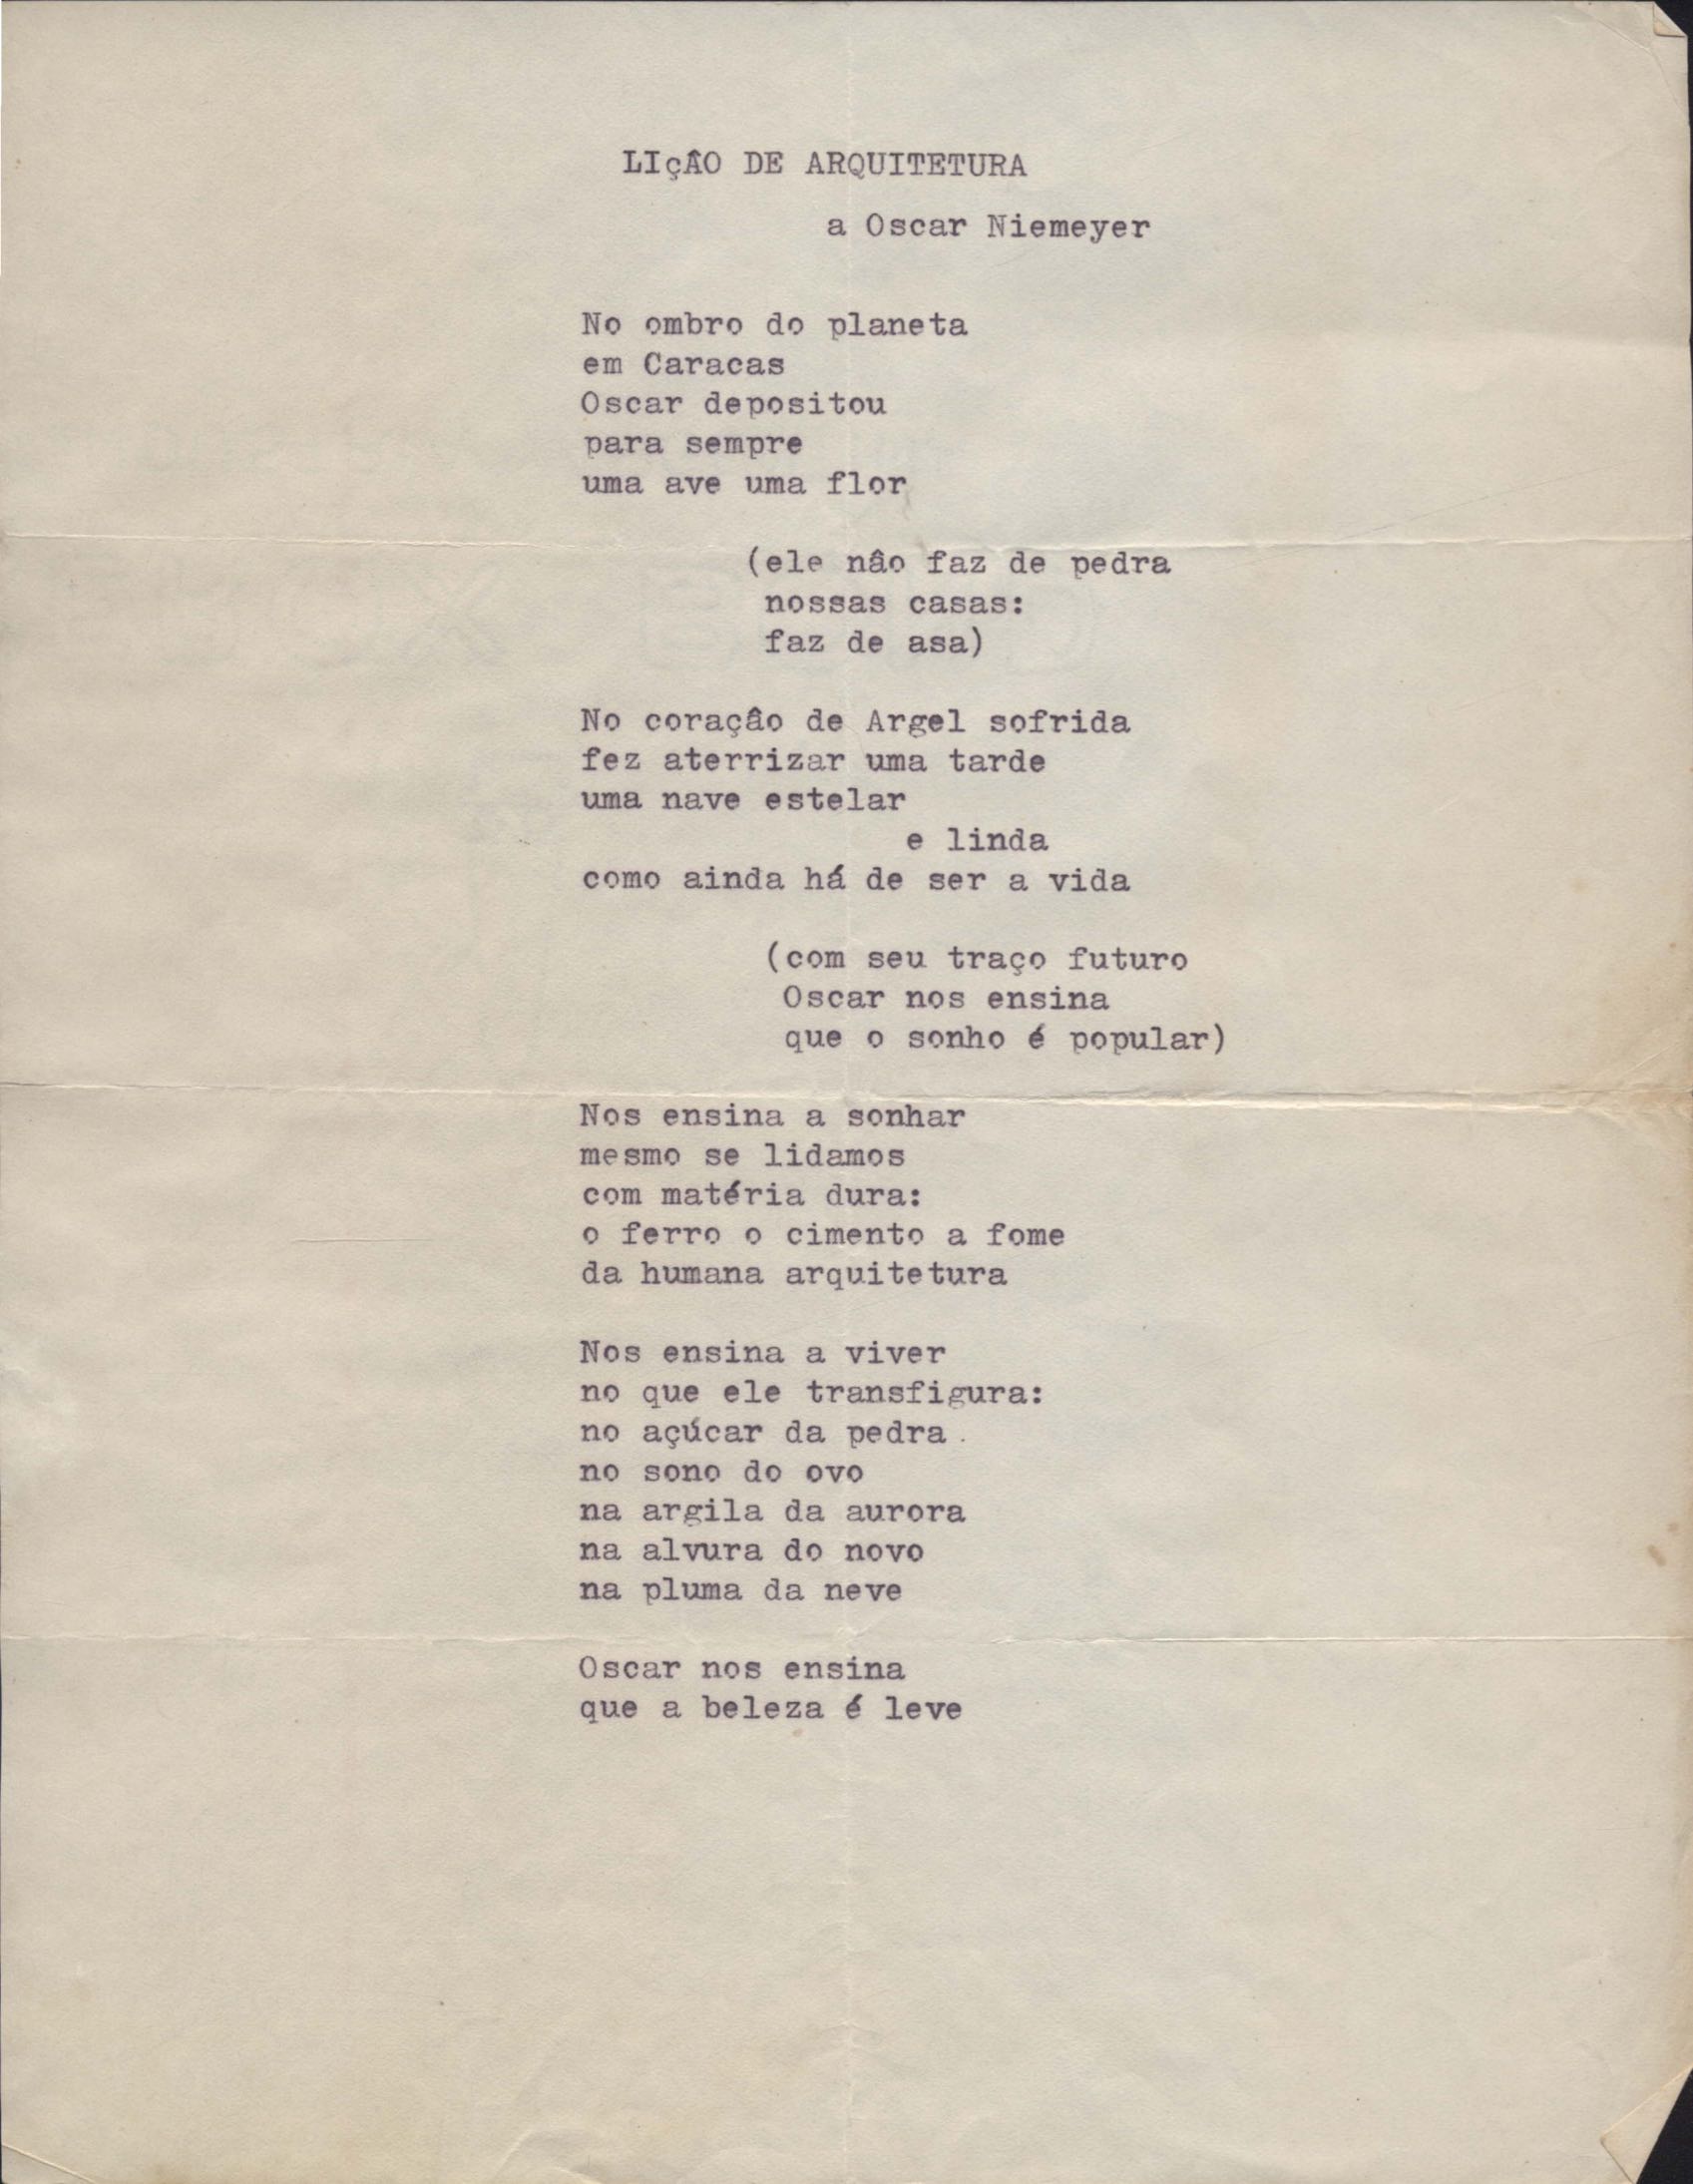 LIçÂO DE ARQUITETURA
a Oscar Niemeyer
No ombro do planeta
em Caracas
Oscar depositou
para sempre
uma ave uma flor
(ele nâo faz de pedra
nossas casas:
faz de asa)
No coraçâo de Argel sofrida
fez aterrizar uma tarde
uma nave estelar
e linda
como ainda há de ser a vida
(com seu traço futuro
Oscar nos ensina
que o sonho é popular)
Nos ensina a sonhar
mesmo se lidamos
com matéria dura:
o ferro o cimento a fome
da humana arquitetura
Nos ensina a viver
no que ele transfigura:
no açúcar da pedra
no sono do ovo
na argila da aurora
na alvura do novo
na pluma da neve
Oscar nos ensina
que a beleza é leve